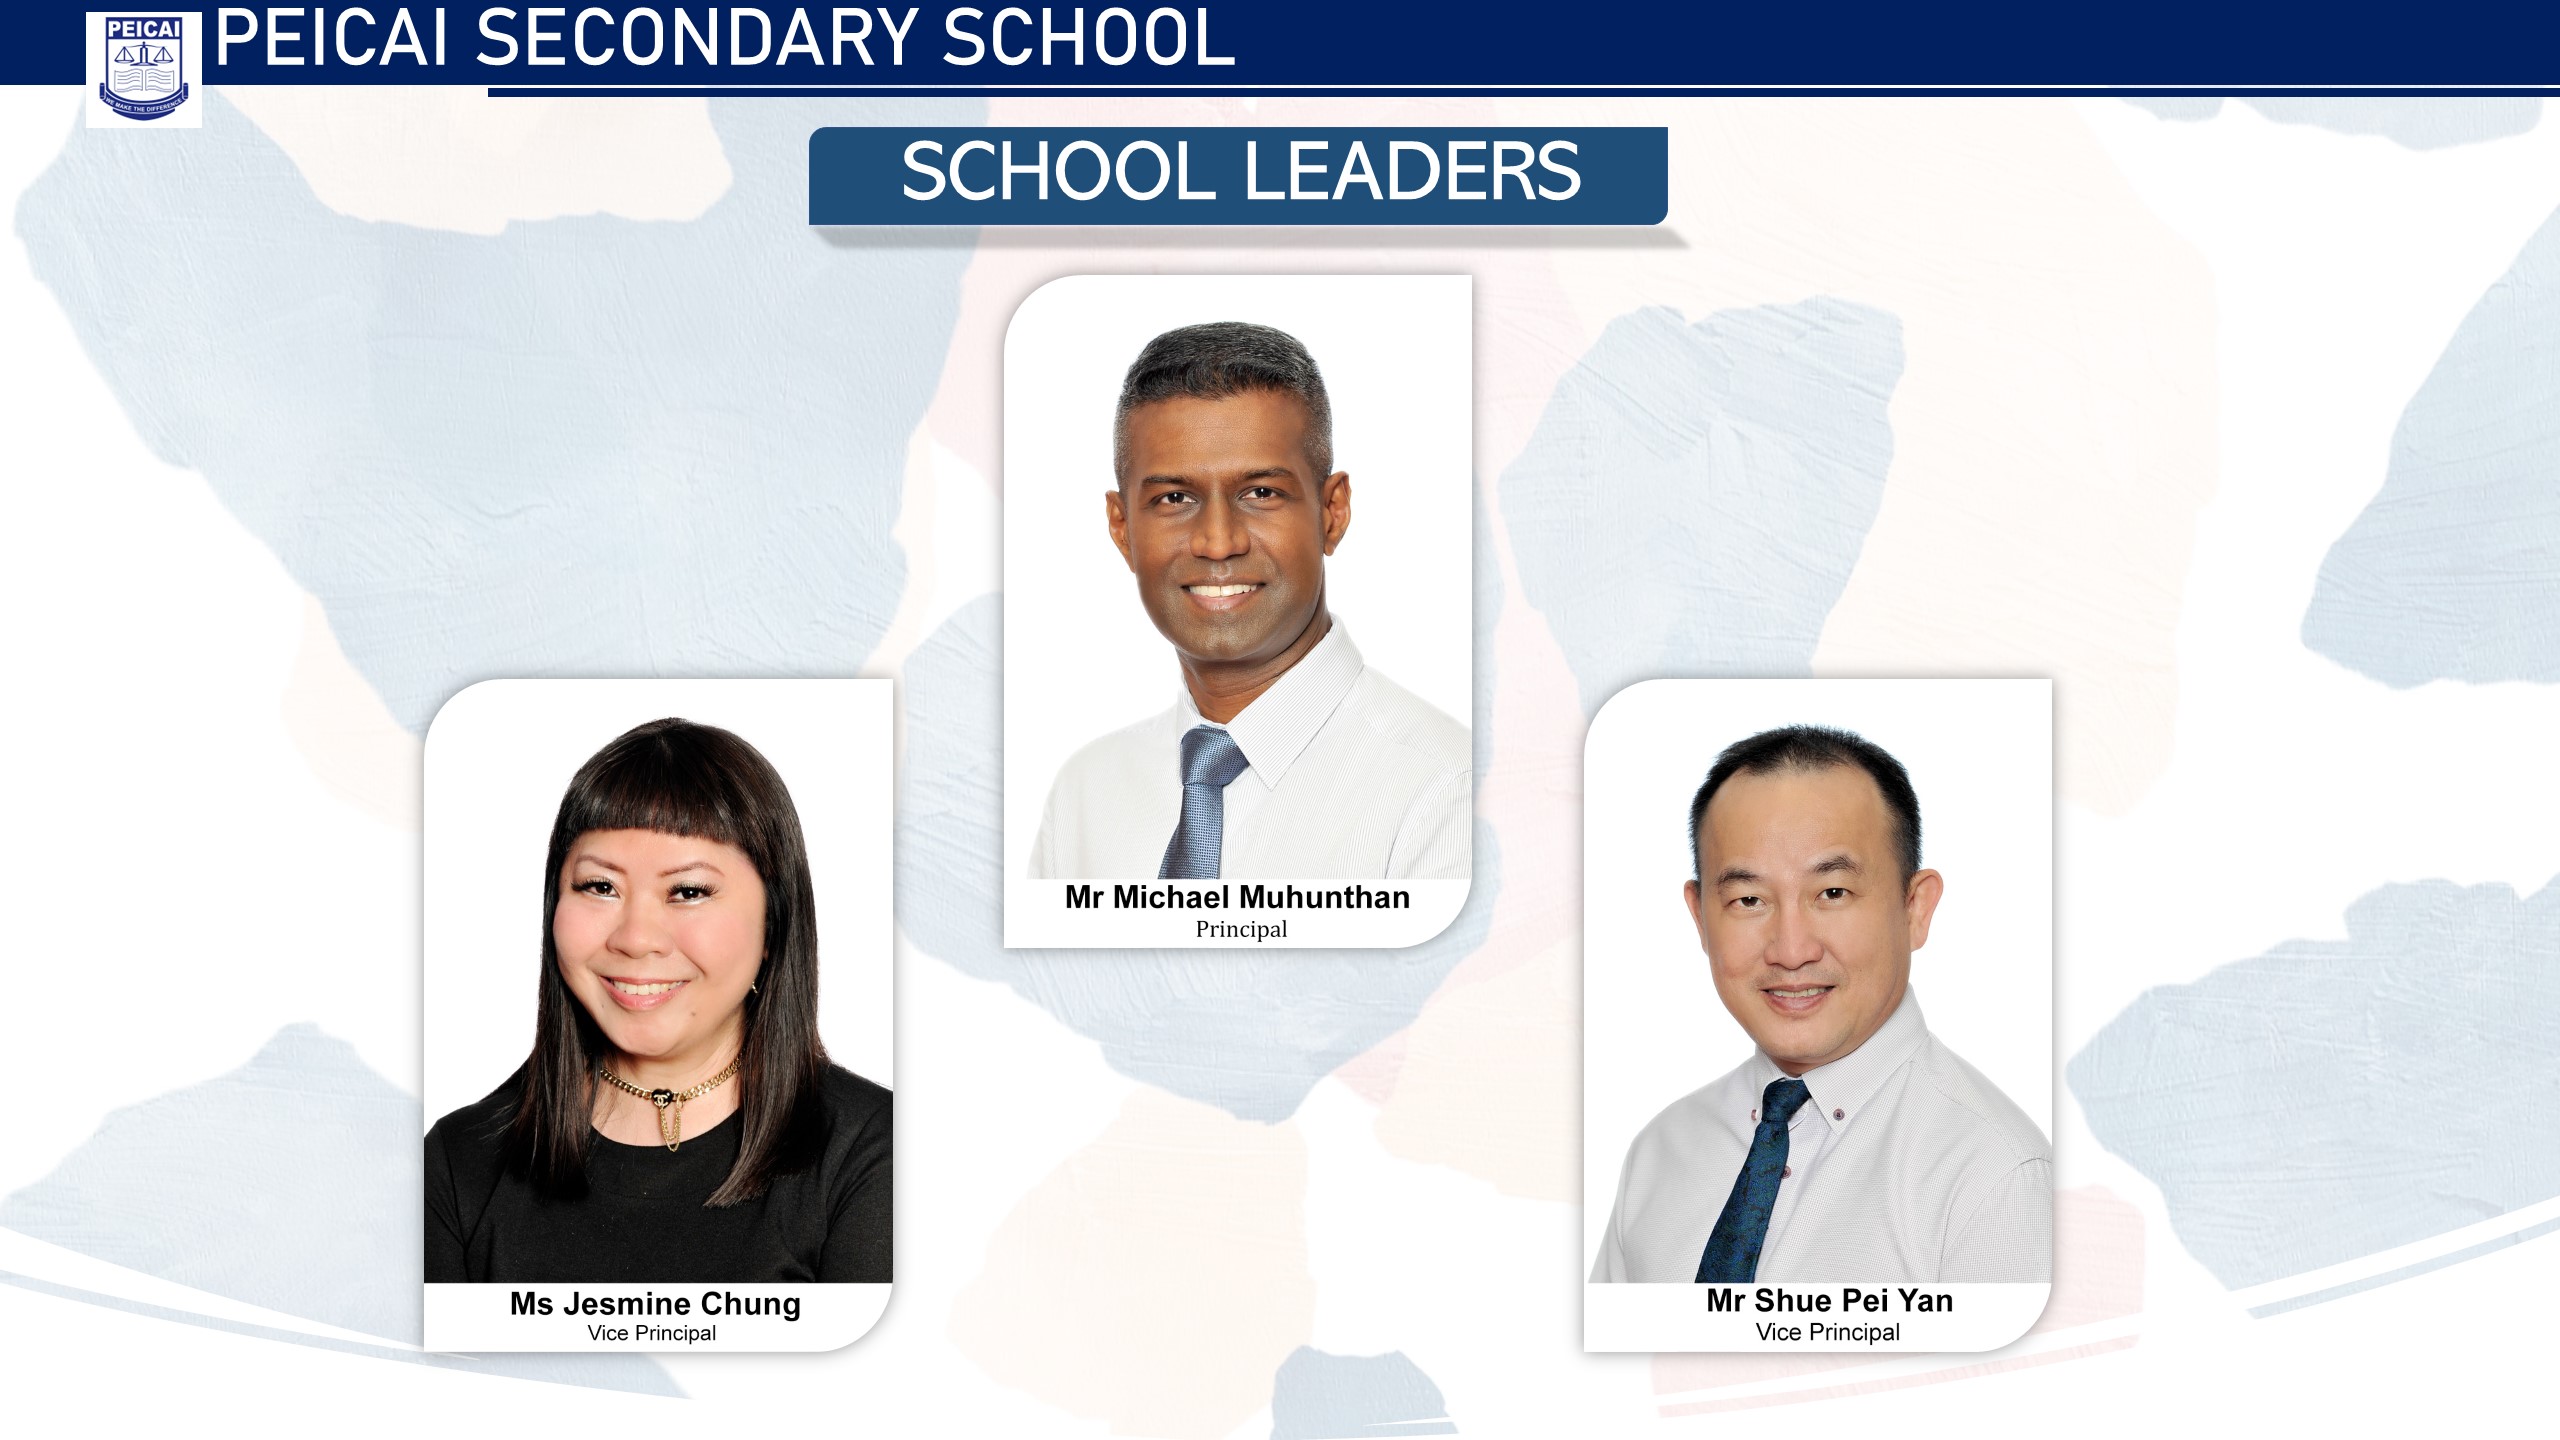 PEICAI SECONDARY SCHOOL
PEICAI
WE MAKE THE DIFFERENCE
SCHOOL LEADERS
Mr Michael Muhunthan
Principal
Ms Jesmine Chung
Vice Principal
Mr Shue Pei Yan
Vice Principal